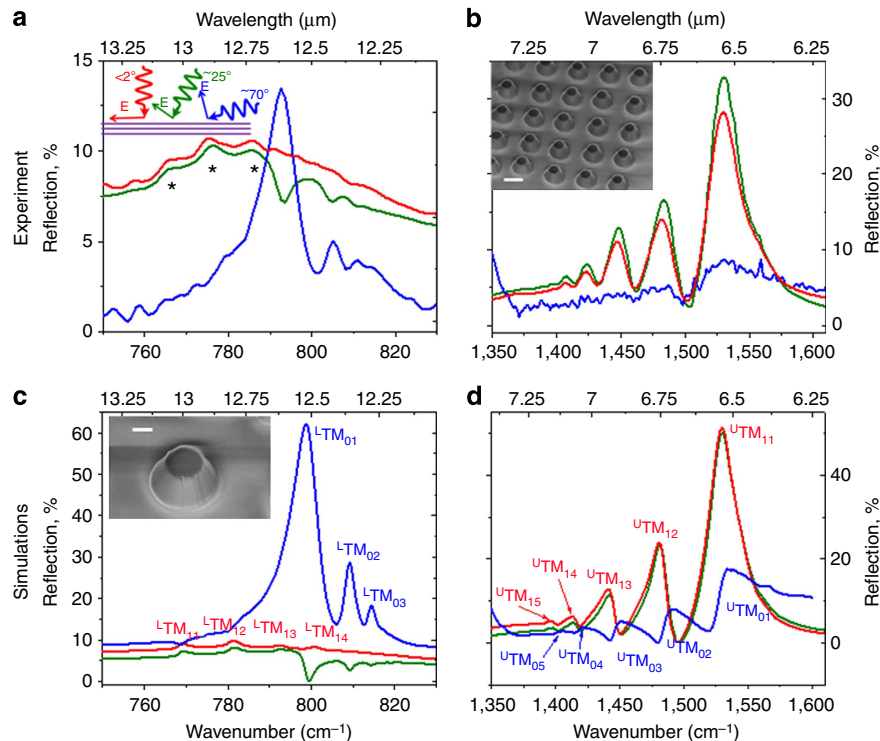 a
Wavelength (μm)
13.25 13 12.75 12.5 12.25
15
10
5
0
Experiment
Reflection, %
<2°
E
~25°
E
E
~70°
* * *
760 780 800 820
b
Wavelength (μm)
7.25 7 6.75 6.5 6.25
30
20
10
0
Reflection, %
1,350 1,400 1,450 1,500 1,550 1,600
c
13.25 13 12.75 12.5 12.25
60
50
40
30
20
10
0
Simulations
Reflection, %
ᴸTM₀₁
ᴸTM₀₂
ᴸTM₀₃
ᴸTM₁₁ ᴸTM₁₂ ᴸTM₁₃ ᴸTM₁₄
760 780 800 820
Wavenumber (cm⁻¹)
d
7.25 7 6.75 6.5 6.25
40
20
0
Reflection, %
ᵁTM₁₁
ᵁTM₁₂
ᵁTM₁₃
ᵁTM₁₄
ᵁTM₁₅
ᵁTM₀₁
ᵁTM₀₂
ᵁTM₀₃
ᵁTM₀₄
ᵁTM₀₅
1,350 1,400 1,450 1,500 1,550 1,600
Wavenumber (cm⁻¹)